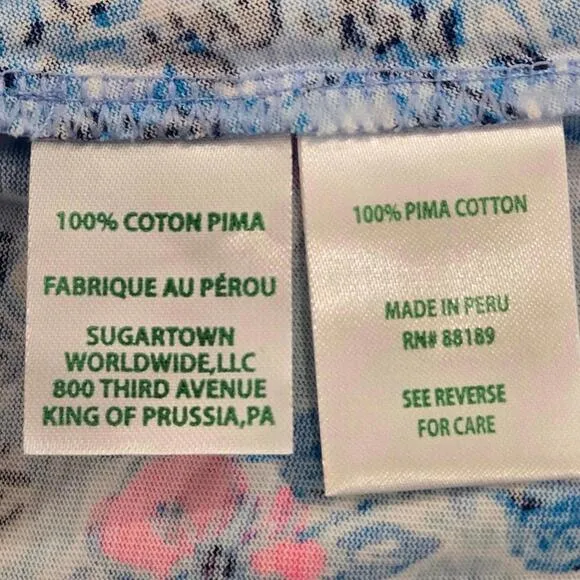 100% COTON PIMA
FABRIQUE AU PÉROU
SUGARTOWN
WORLDWIDE,LLC
800 THIRD AVENUE
KING OF PRUSSIA,PA
100% PIMA COTTON
MADE IN PERU
RN# 88189
SEE REVERSE
FOR CARE